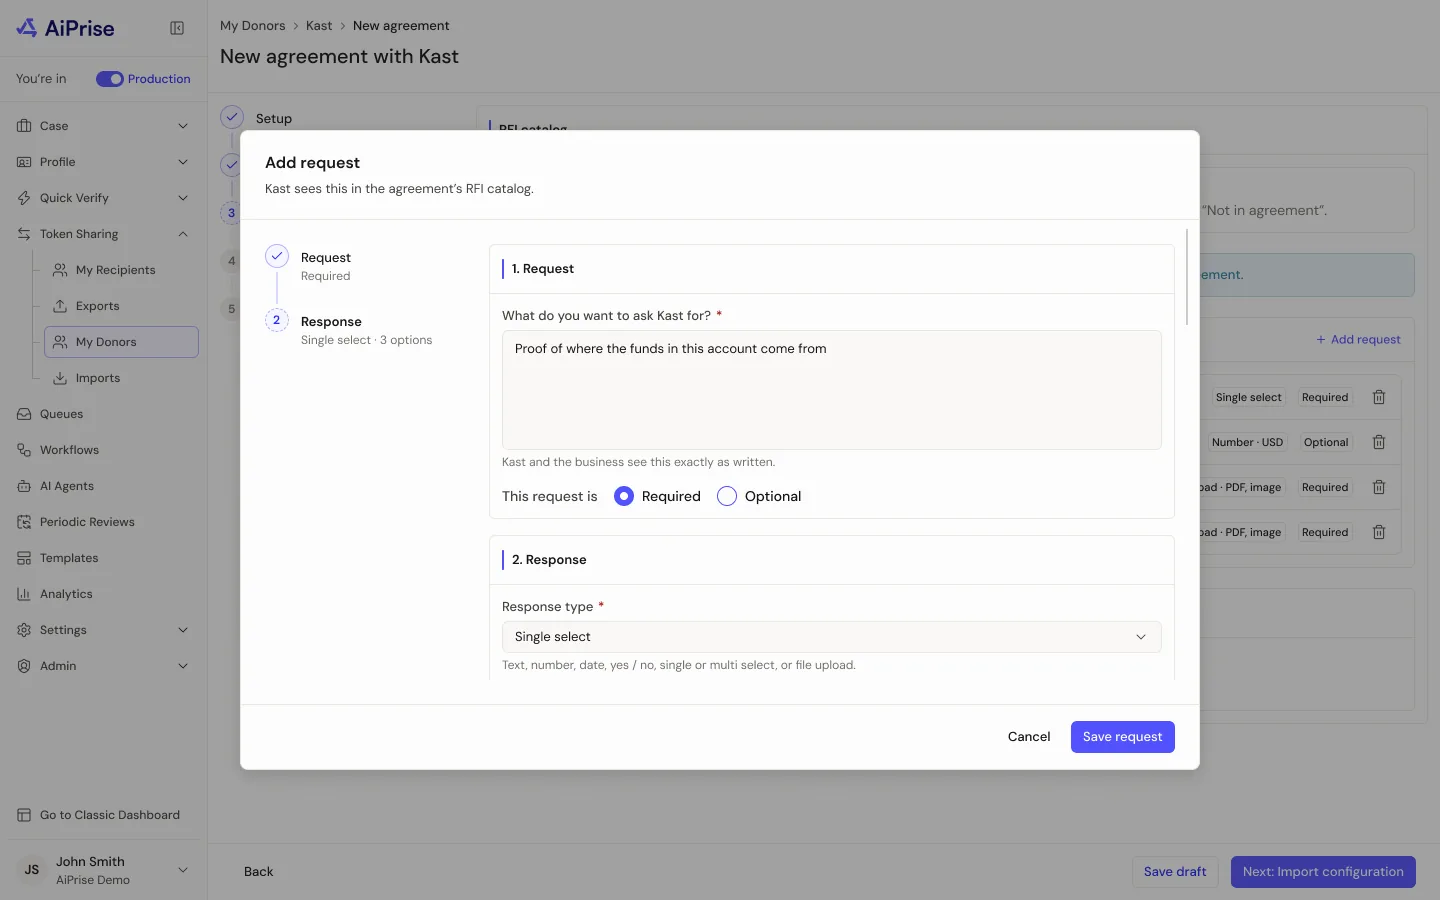 AiPrise
You're in Production
Case
Profile
Quick Verify
Token Sharing
My Recipients
Exports
My Donors
Imports
Queues
Workflows
AI Agents
Periodic Reviews
Templates
Analytics
Settings
Admin
Go to Classic Dashboard
JS John Smith
AiPrise Demo
My Donors > Kast > New agreement
New agreement with Kast
Setup
3
4
5
RFI catalog
"Not in agreement".
ement.
+ Add request
Single select Required
Number · USD Optional
oad · PDF, image Required
oad · PDF, image Required
Add request
Kast sees this in the agreement's RFI catalog.
Request
Required
2 Response
Single select · 3 options
1. Request
What do you want to ask Kast for? *
Proof of where the funds in this account come from
Kast and the business see this exactly as written.
This request is Required Optional
2. Response
Response type *
Single select
Text, number, date, yes / no, single or multi select, or file upload.
Cancel Save request
Back Save draft Next: Import configuration